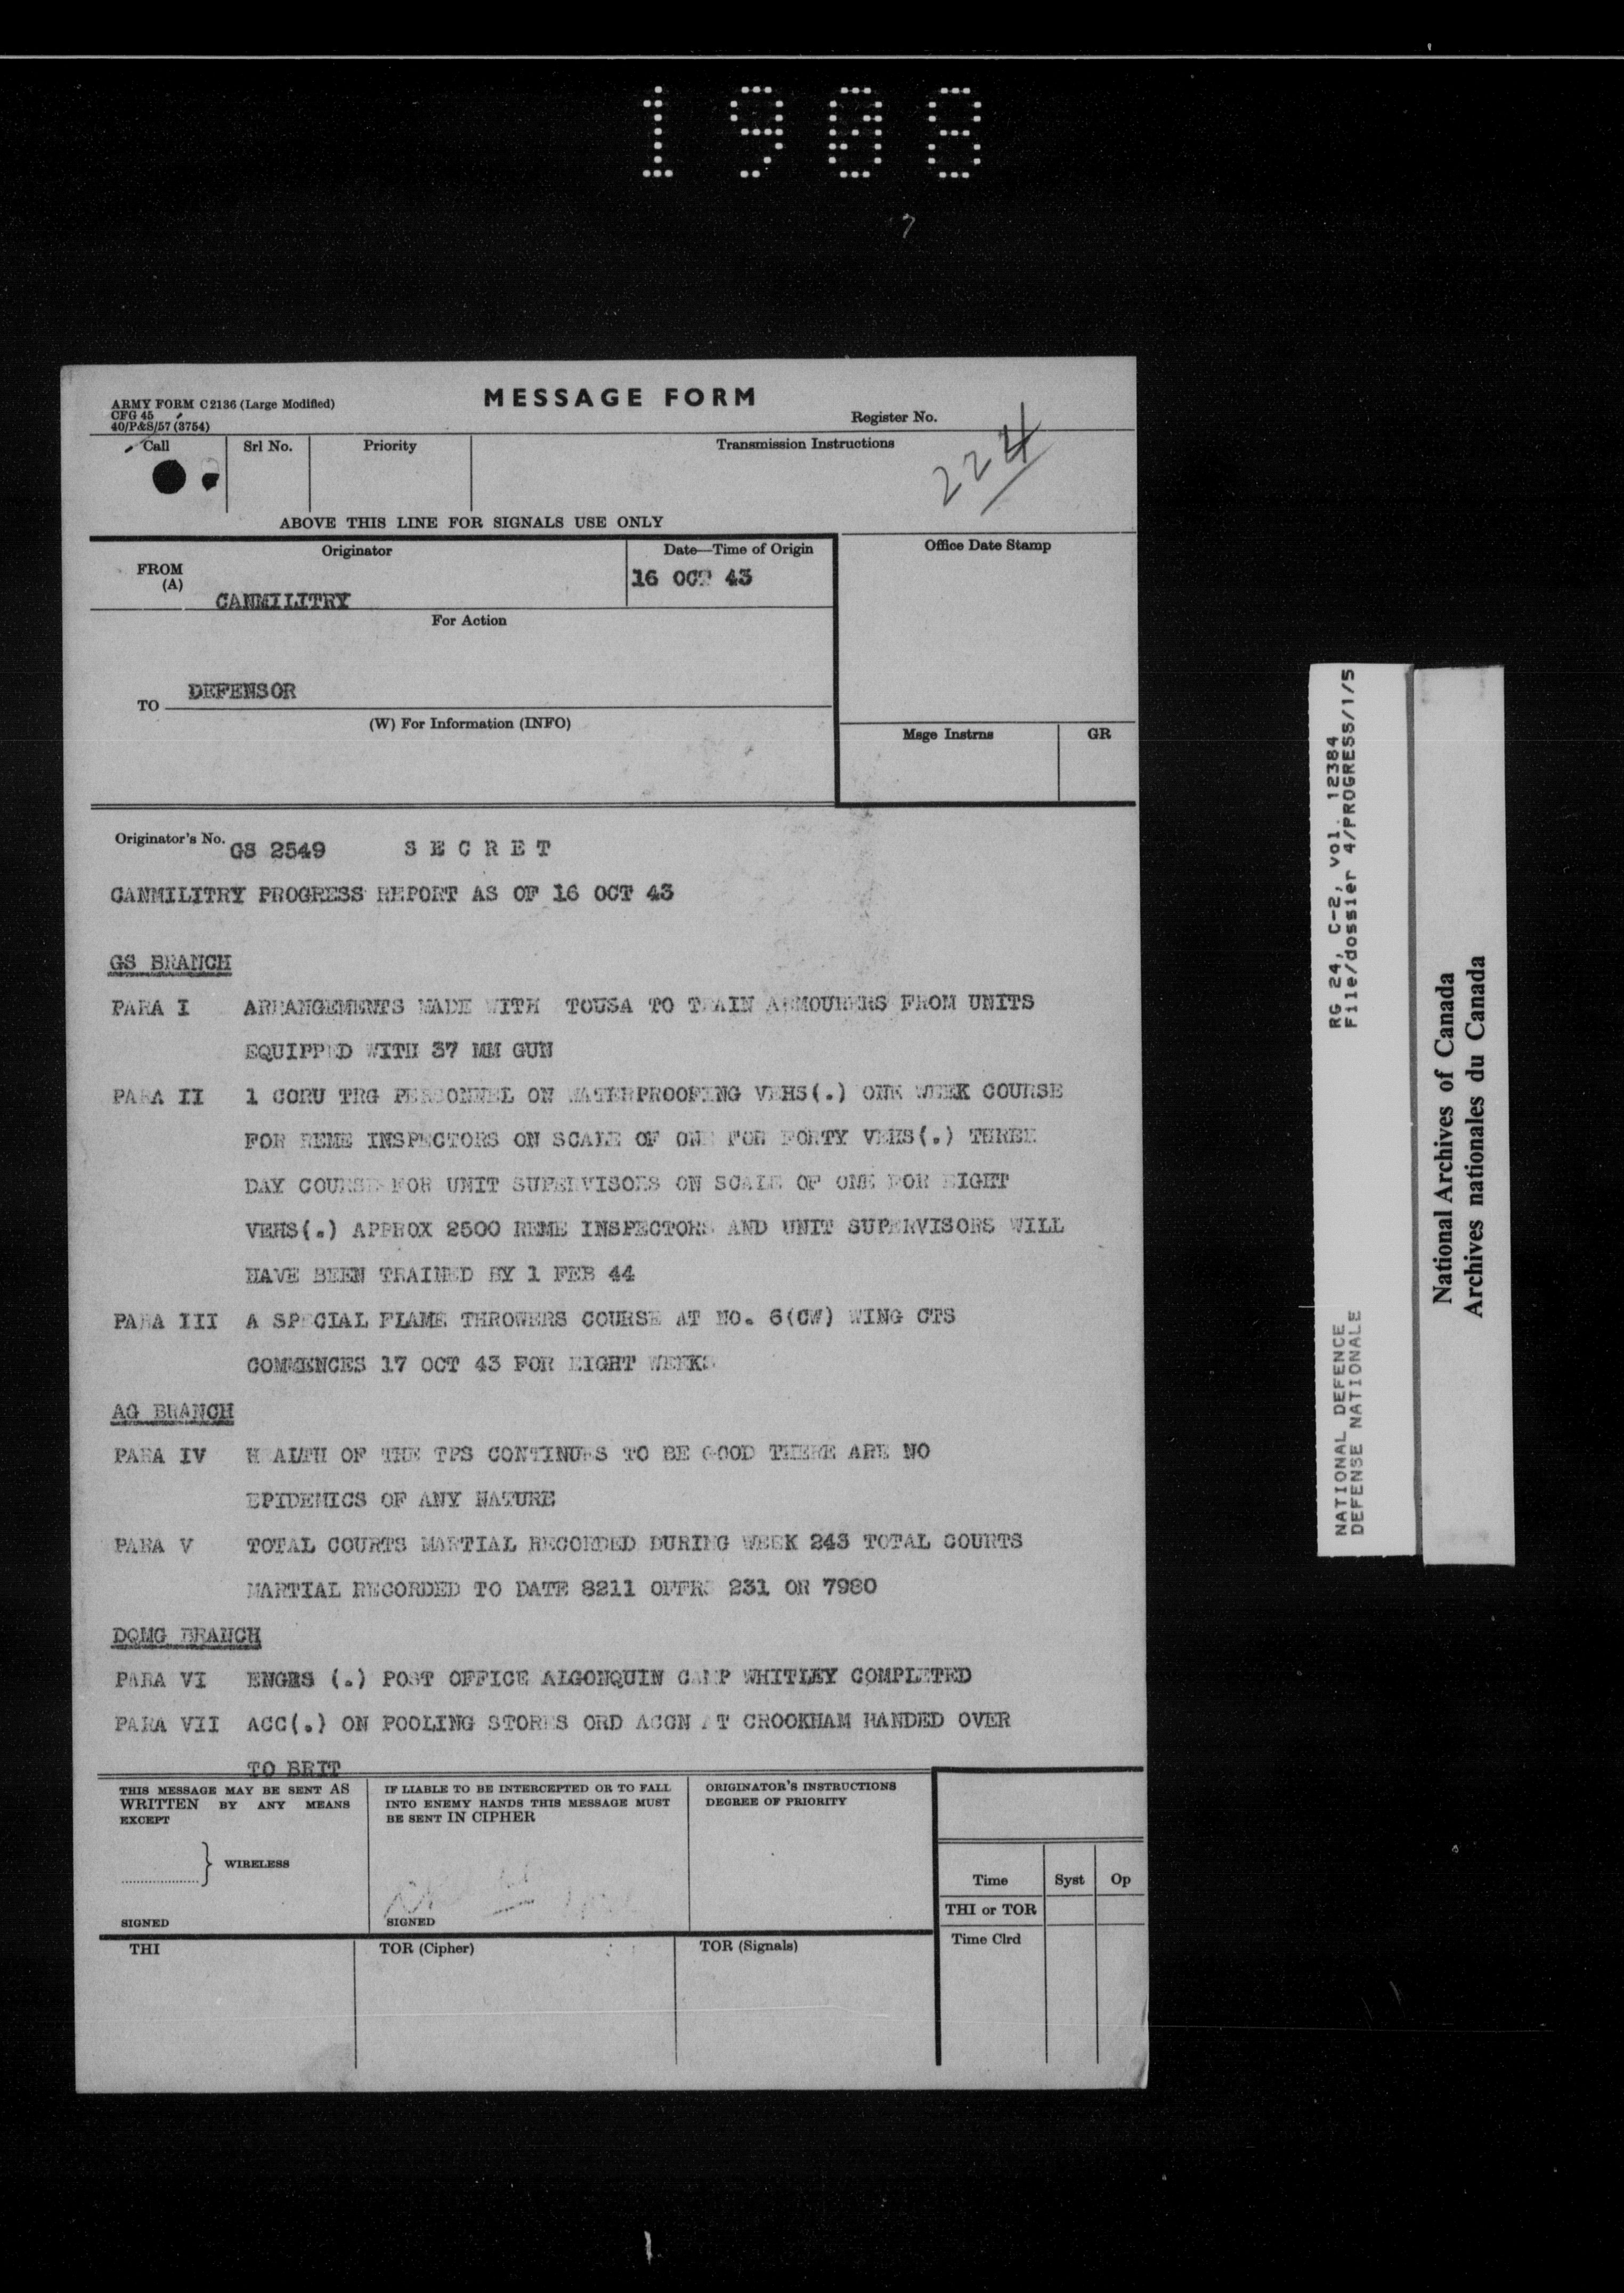 1908
MESSAGE FORM
ARMY FORM C2136 (Large Modified)
CFG 45
40/P&S/57 (3754)
Register No.
224
Call
Srl No.
Priority
Transmission Instructions
ABOVE THIS LINE FOR SIGNALS USE ONLY
Originator
Date—Time of Origin
Office Date Stamp
FROM
(A)
CANMILITRY
16 OCT 43
For Action
TO
DEFENSOR
(W) For Information (INFO)
Msge Instrns
GR
Originator's No. GS 2549 S E C R E T
CANMILITRY PROGRESS REPORT AS OF 16 OCT 43
GS BRANCH
PARA I ARRANGEMENTS MADE WITH TOUSA TO TRAIN ARMOURERS FROM UNITS
EQUIPPED WITH 37 MM GUN
PARA II 1 CORU TRG PERSONNEL ON WATERPROOFING VEHS(.) ONE WEEK COURSE
FOR REME INSPECTORS ON SCALE OF ONE FOR FORTY VEHS(.) THREE
DAY COURSE FOR UNIT SUPERVISORS ON SCALE OF ONE FOR EIGHT
VEHS(.) APPROX 2500 REME INSPECTORS AND UNIT SUPERVISORS WILL
HAVE BEEN TRAINED BY 1 FEB 44
PARA III A SPECIAL FLAME THROWERS COURSE AT NO. 6(CW) WING CTS
COMMENCES 17 OCT 43 FOR EIGHT WEEKS
AG BRANCH
PARA IV HEALTH OF THE TPS CONTINUES TO BE GOOD THERE ARE NO
EPIDEMICS OF ANY NATURE
PARA V TOTAL COURTS MARTIAL RECORDED DURING WEEK 243 TOTAL COURTS
MARTIAL RECORDED TO DATE 8211 OFFRS 231 OR 7980
DQMG BRANCH
PARA VI ENGRS (.) POST OFFICE ALGONQUIN CAMP WHITLEY COMPLETED
PARA VII ACC(.) ON POOLING STORES ORD ACCN AT CROOKHAM HANDED OVER
TO BRIT
THIS MESSAGE MAY BE SENT AS
WRITTEN BY ANY MEANS
EXCEPT
WIRELESS
SIGNED
IF LIABLE TO BE INTERCEPTED OR TO FALL
INTO ENEMY HANDS THIS MESSAGE MUST
BE SENT IN CIPHER
SIGNED
ORIGINATOR'S INSTRUCTIONS
DEGREE OF PRIORITY
Time
Syst
Op
THI or TOR
Time Clrd
THI
TOR (Cipher)
TOR (Signals)
NATIONAL DEFENCE
DEFENSE NATIONALE
RG 24, C-2, vol. 12384
File/dossier 4/PROGRESS/1/5
National Archives of Canada
Archives nationales du Canada